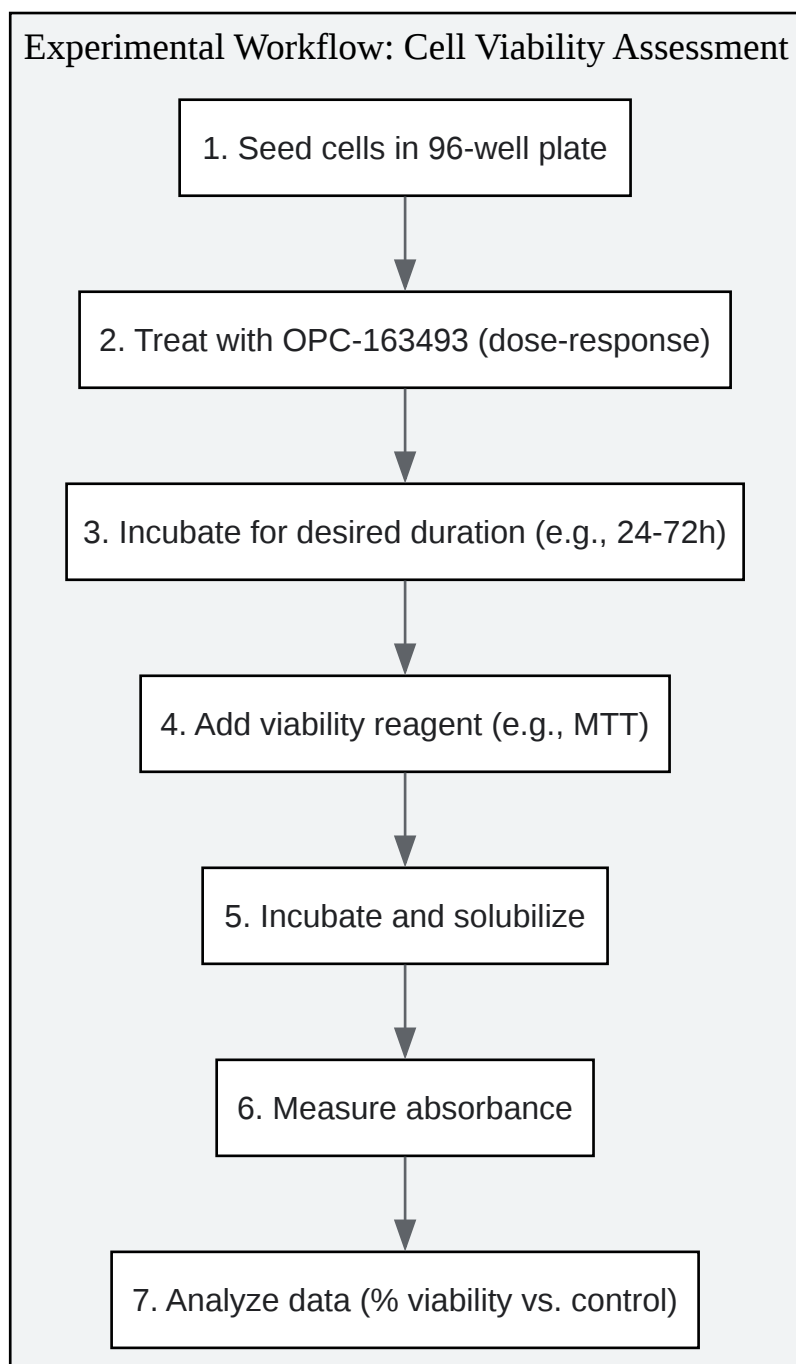 Experimental Workflow: Cell Viability Assessment
1. Seed cells in 96-well plate
2. Treat with OPC-163493 (dose-response)
3. Incubate for desired duration (e.g., 24-72h)
4. Add viability reagent (e.g., MTT)
5. Incubate and solubilize
6. Measure absorbance
7. Analyze data (% viability vs. control)